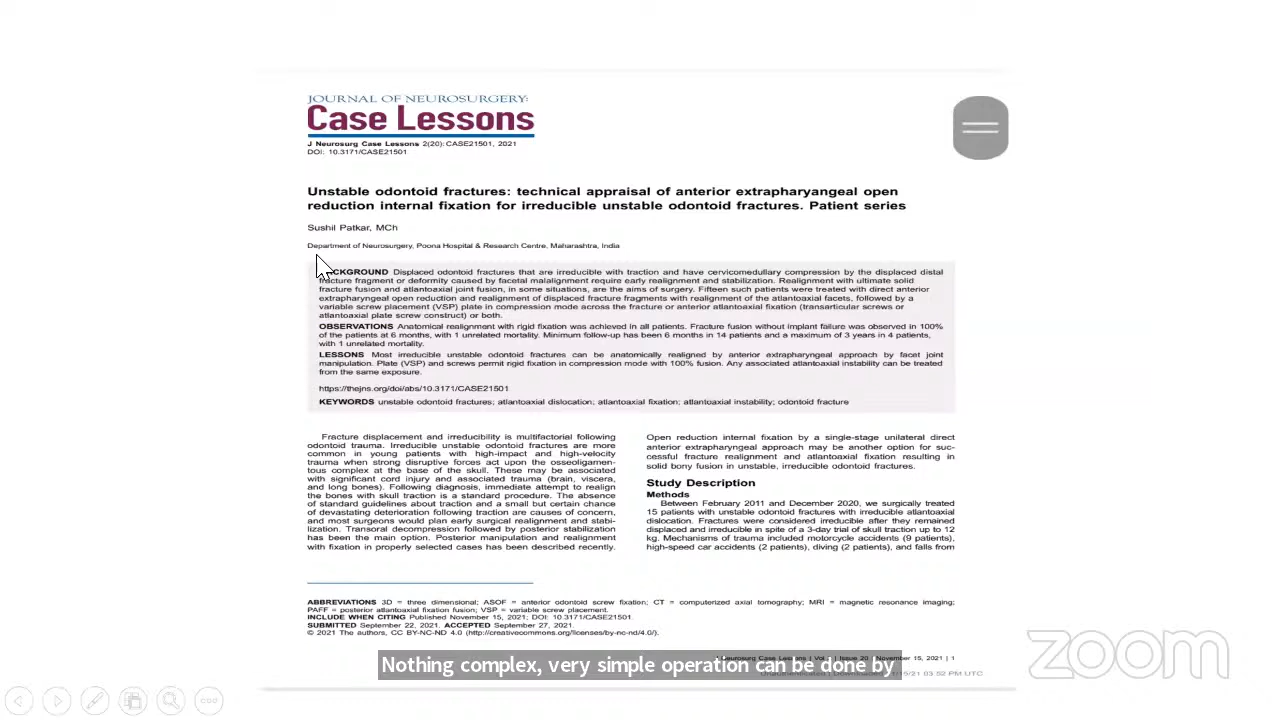 JOURNAL OF NEUROSURGERY:
Case Lessons
J Neurosurg Case Lessons 2(20): CASE21501, 2021
DOI: 10.3171/CASE21501
Unstable odontoid fractures: technical appraisal of anterior extrapharyangeal open
reduction internal fixation for irreducible unstable odontoid fractures. Patient series
Sushil Patkar, MCh
Department of Neurosurgery, Poona Hospital & Research Centre, Maharashtra, India
CKGROUND Displaced odontoid fractures that are irreducible with traction and have cervicomedullary compression by the displaced distal
fracture fragment or deformity caused by facetal malalignment require early realignment and stabilization. Realignment with ultimate solid
fracture fusion and atlantoaxial joint fusion, in some situations, are the aims of surgery. Fifteen such patients were treated with direct anterior
extrapharyangeal open reduction and realignment of displaced fracture fragments with realignment of the atlantoaxial facets, followed by a
variable screw placement (VSP) plate in compression mode across the fracture or anterior atlantoaxial fixation (transarticular screws or
atlantoaxial plate screw construct) or both.
OBSERVATIONS Anatomical realignment with rigid fixation was achieved in all patients. Fracture fusion without implant failure was observed in 100%
of the patients at 6 months, with 1 unrelated mortality. Minimum follow-up has been 6 months in 14 patients and a maximum of 3 years in 4 patients,
with 1 unrelated mortality.
LESSONS Most irreducible unstable odontoid fractures can be anatomically realigned by anterior extrapharyangeal approach by facet joint
manipulation. Plate (VSP) and screws permit rigid fixation in compression mode with 100% fusion. Any associated atlantoaxial instability can be treated
from the same exposure.
https://thejns.org/doi/abs/10.3171/CASE21501
KEYWORDS unstable odontoid fractures; atlantoaxial dislocation; atlantoaxial fixation; atlantoaxial instability; odontoid fracture
Fracture displacement and irreducibility is multifactorial following
odontoid trauma. Irreducible unstable odontoid fractures are more
common in young patients with high-impact and high-velocity
trauma when strong disruptive forces act upon the osseoligamen-
tous complex at the base of the skull. These may be associated
with significant cord injury and associated trauma (brain, viscera,
and long bones). Following diagnosis, immediate attempt to realign
the bones with skull traction is a standard procedure. The absence
of standard guidelines about traction and a small but certain chance
of devastating deterioration following traction are causes of concern,
and most surgeons would plan early surgical realignment and stabi-
lization. Transoral decompression followed by posterior stabilization
has been the main option. Posterior manipulation and realignment
with fixation in properly selected cases has been described recently.
Open reduction internal fixation by a single-stage unilateral direct
anterior extrapharyangeal approach may be another option for suc-
cessful fracture realignment and atlantoaxial fixation resulting in
solid bony fusion in unstable, irreducible odontoid fractures.
Study Description
Methods
Between February 2011 and December 2020, we surgically treated
15 patients with unstable odontoid fractures with irreducible atlantoaxial
dislocation. Fractures were considered irreducible after they remained
displaced and irreducible in spite of a 3-day trial of skull traction up to 12
kg. Mechanisms of trauma included motorcycle accidents (9 patients),
high-speed car accidents (2 patients), diving (2 patients), and falls from
ABBREVIATIONS 3D = three dimensional; ASOF = anterior odontoid screw fixation; CT = computerized axial tomography; MRI = magnetic resonance imaging;
PAFF = posterior atlantoaxial fixation fusion; VSP = variable screw placement.
INCLUDE WHEN CITING Published November 15, 2021; DOI: 10.3171/CASE21501.
SUBMITTED September 22, 2021. ACCEPTED September 27, 2021.
© 2021 The authors, CC BY-NC-ND 4.0 (http://creativecommons.org/licenses/by-nc-nd/4.0/).
November 15, 2021 | 1
Nothing complex, very simple operation can be done by
03:52 PM UTC
zoom